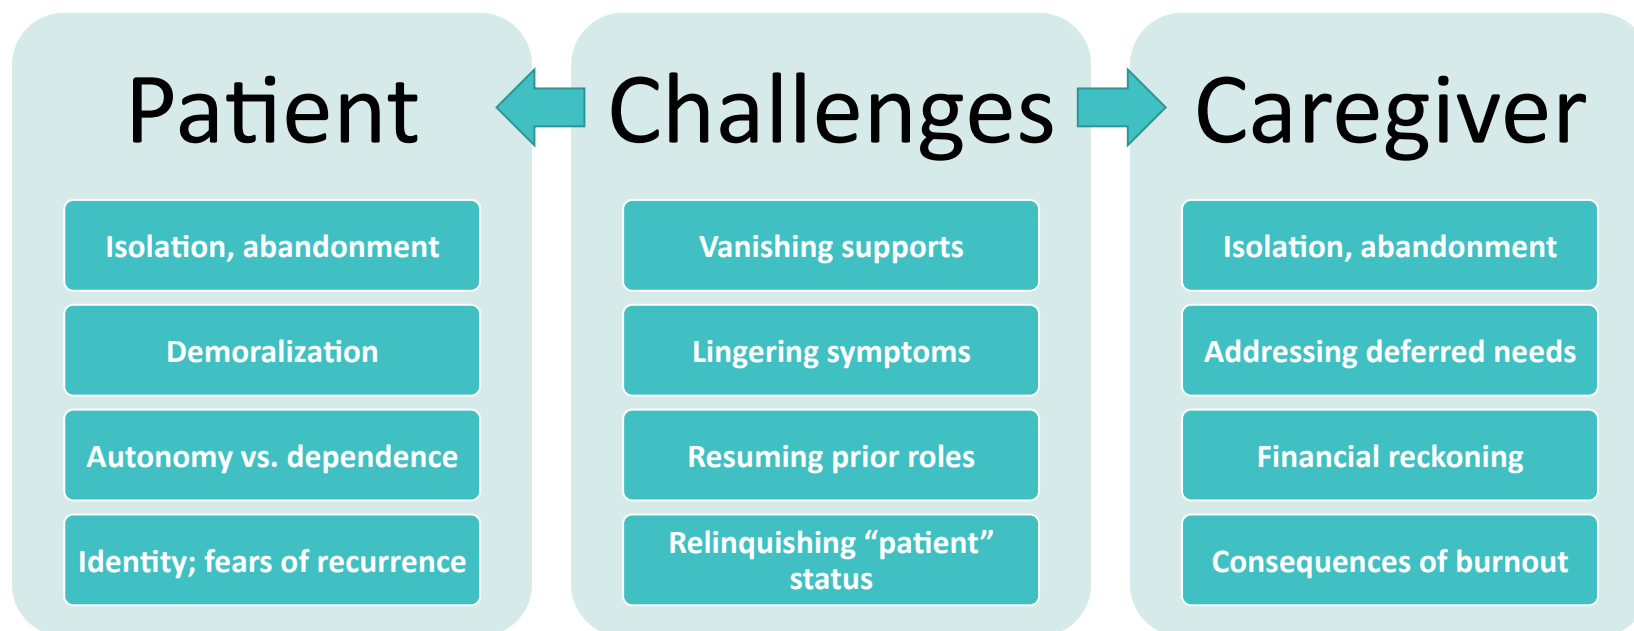 Patient
Isolation, abandonment
Demoralization
Autonomy vs. dependence
Identity; fears of recurrence
Challenges
Vanishing supports
Lingering symptoms
Resuming prior roles
Relinquishing “patient”
status
Caregiver
Isolation, abandonment
Addressing deferred needs
Financial reckoning
Consequences of burnout